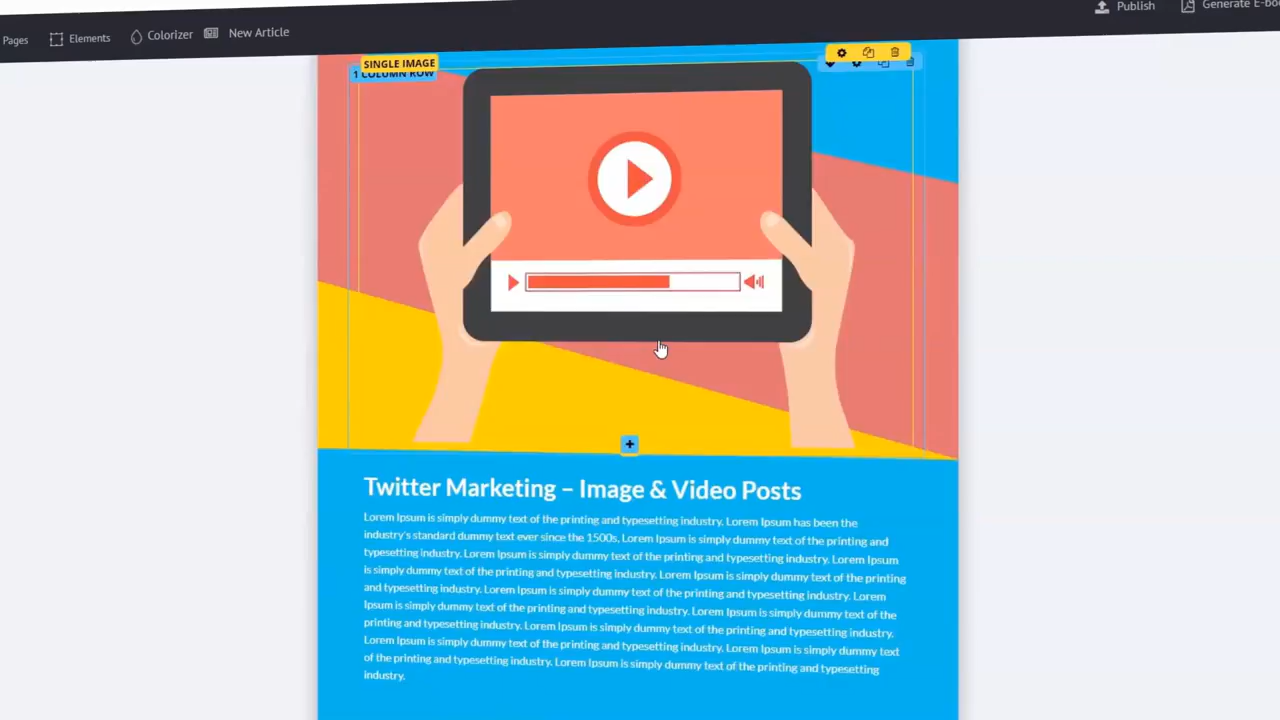 Publish
Generate E-bo
Pages
Elements
Colorizer
New Article
SINGLE IMAGE
1 COLUMN ROW
Twitter Marketing – Image & Video Posts
Lorem Ipsum is simply dummy text of the printing and typesetting industry. Lorem Ipsum has been the
industry's standard dummy text ever since the 1500s, Lorem Ipsum is simply dummy text of the printing and
typesetting industry. Lorem Ipsum is simply dummy text of the printing and typesetting industry. Lorem Ipsum
is simply dummy text of the printing and typesetting industry. Lorem Ipsum is simply dummy text of the printing
and typesetting industry. Lorem Ipsum is simply dummy text of the printing and typesetting industry. Lorem
Ipsum is simply dummy text of the printing and typesetting industry. Lorem Ipsum is simply dummy text of the
printing and typesetting industry. Lorem Ipsum is simply dummy text of the printing and typesetting industry.
Lorem Ipsum is simply dummy text of the printing and typesetting industry. Lorem Ipsum is simply dummy text
of the printing and typesetting industry. Lorem Ipsum is simply dummy text of the printing and typesetting
industry.